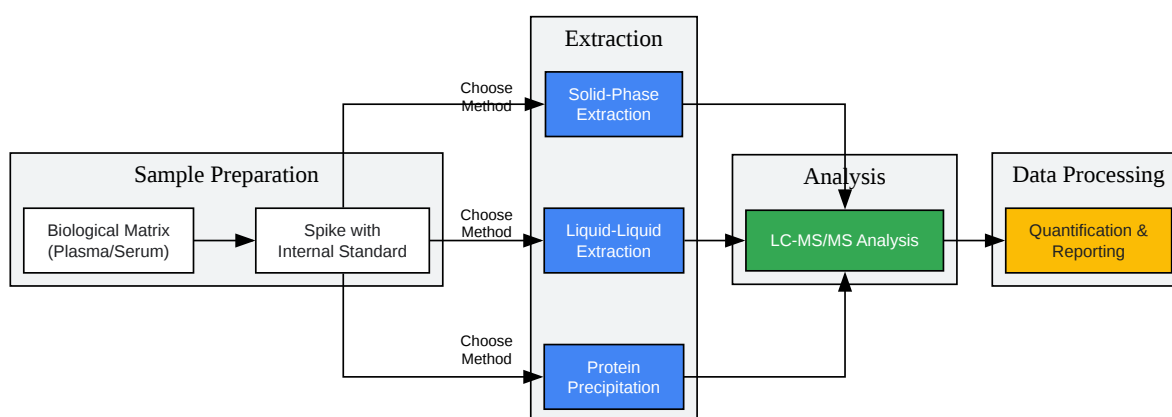 Extraction
Choose
Method
Solid-Phase
Extraction
Sample Preparation
Biological Matrix
(Plasma/Serum)
Spike with
Internal Standard
Choose
Method
Liquid-Liquid
Extraction
Analysis
LC-MS/MS Analysis
Data Processing
Quantification &
Reporting
Choose
Method
Protein
Precipitation